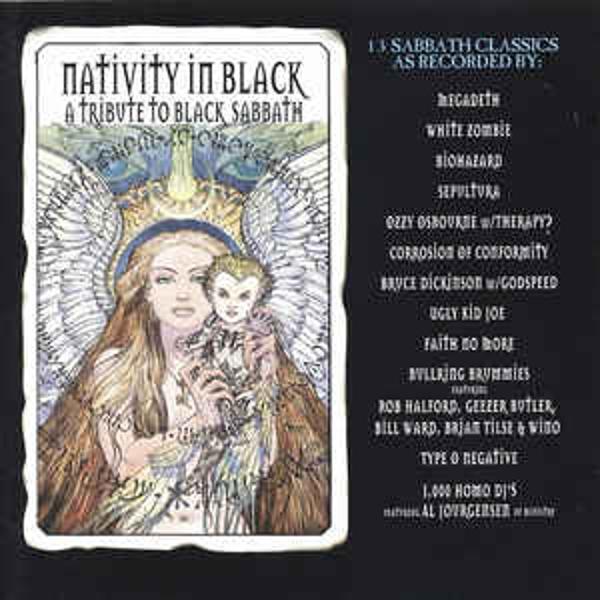 NATIVITY IN BLACK
A TRIBUTE TO BLACK SABBATH
13 SABBATH CLASSICS
AS RECORDED BY:
MEGADETH
WHITE ZOMBIE
BIOHAZARD
SEPULTURA
OZZY OSBOURNE w/THERAPY?
CORROSION OF CONFORMITY
BRUCE DICKINSON w/GODSPEED
UGLY KID JOE
FAITH NO MORE
BULLRING BRUMMIES
FEATURING
ROB HALFORD, GEEZER BUTLER,
BILL WARD, BRIAN TILSE & WINO
TYPE O NEGATIVE
1,000 HOMO DJ'S
FEATURING AL JOURGENSEN OF MINISTRY